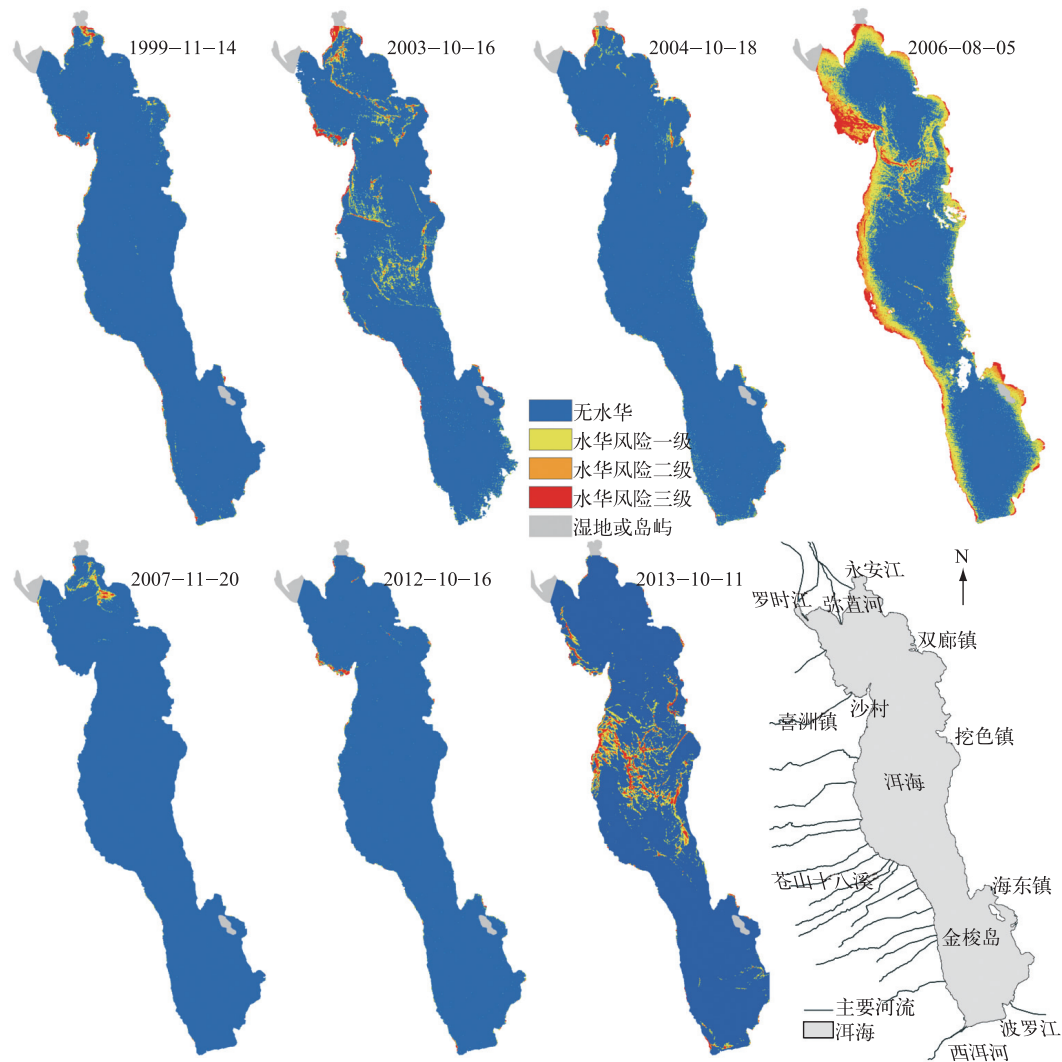 1999-11-14
2003-10-16
2004-10-18
2006-08-05
无水华
水华风险一级
水华风险二级
水华风险三级
湿地或岛屿
2007-11-20
2012-10-16
2013-10-11
N
永安江
罗时江
弥苴河
双廊镇
沙村
喜洲镇
挖色镇
洱海
苍山十八溪
海东镇
金梭岛
主要河流
洱海
波罗江
西洱河